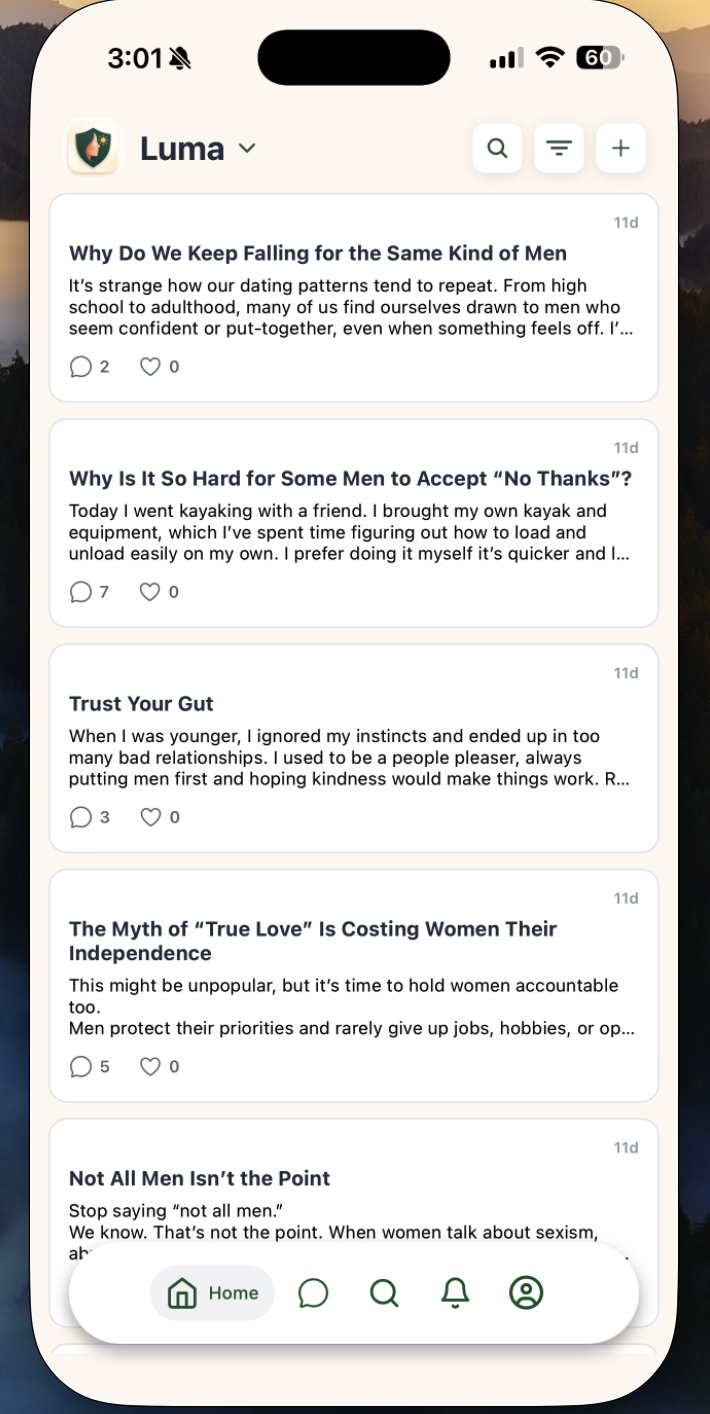 3:01
60
Luma
11d
Why Do We Keep Falling for the Same Kind of Men
It’s strange how our dating patterns tend to repeat. From high
school to adulthood, many of us find ourselves drawn to men who
seem confident or put-together, even when something feels off. I’...
2 0
11d
Why Is It So Hard for Some Men to Accept “No Thanks”?
Today I went kayaking with a friend. I brought my own kayak and
equipment, which I’ve spent time figuring out how to load and
unload easily on my own. I prefer doing it myself it’s quicker and I...
7 0
11d
Trust Your Gut
When I was younger, I ignored my instincts and ended up in too
many bad relationships. I used to be a people pleaser, always
putting men first and hoping kindness would make things work. R...
3 0
11d
The Myth of “True Love” Is Costing Women Their
Independence
This might be unpopular, but it’s time to hold women accountable
too.
Men protect their priorities and rarely give up jobs, hobbies, or op...
5 0
11d
Not All Men Isn’t the Point
Stop saying “not all men.”
We know. That’s not the point. When women talk about sexism,
Home